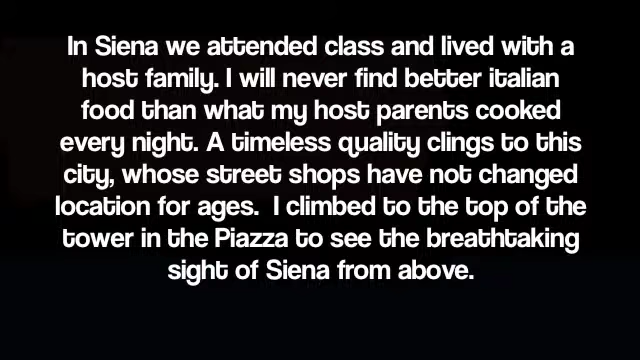 In Siena we attended class and lived with a
host family. I will never find better italian
food than what my host parents cooked
every night. A timeless quality clings to this
city, whose street shops have not changed
location for ages.  I climbed to the top of the
tower in the Piazza to see the breathtaking
sight of Siena from above.